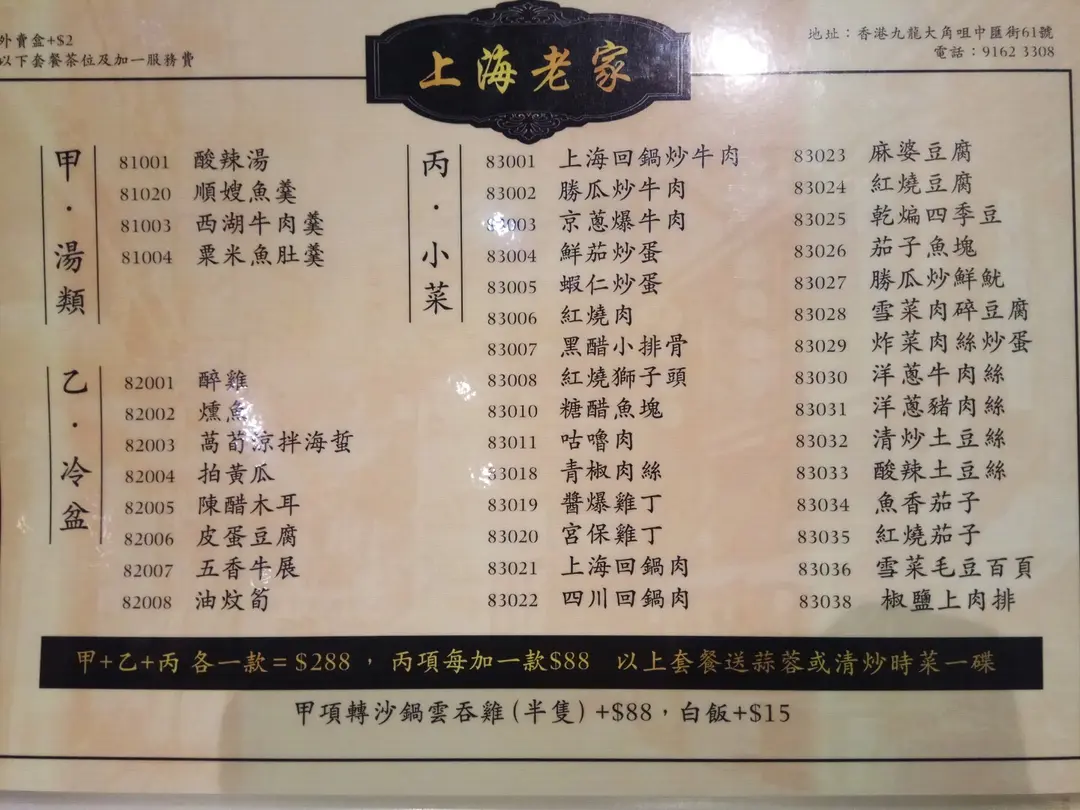 外賣盒+$2
以下套餐茶位及加一服務費
上海老家
地址：香港九龍大角咀中匯街61號
電話：9162 3308
甲·湯類
81001 酸辣湯
81020 順嫂魚羹
81003 西湖牛肉羹
81004 粟米魚肚羹
乙·冷盆
82001 醉雞
82002 燻魚
82003 萵荀涼拌海蜇
82004 拍黃瓜
82005 陳醋木耳
82006 皮蛋豆腐
82007 五香牛展
82008 油炆筍
丙·小菜
83001 上海回鍋炒牛肉
83002 勝瓜炒牛肉
83003 京蔥爆牛肉
83004 鮮茄炒蛋
83005 蝦仁炒蛋
83006 紅燒肉
83007 黑醋小排骨
83008 紅燒獅子頭
83010 糖醋魚塊
83011 咕嚕肉
83018 青椒肉絲
83019 醬爆雞丁
83020 宮保雞丁
83021 上海回鍋肉
83022 四川回鍋肉
83023 麻婆豆腐
83024 紅燒豆腐
83025 乾煸四季豆
83026 茄子魚塊
83027 勝瓜炒鮮魷
83028 雪菜肉碎豆腐
83029 炸菜肉絲炒蛋
83030 洋蔥牛肉絲
83031 洋蔥豬肉絲
83032 清炒土豆絲
83033 酸辣土豆絲
83034 魚香茄子
83035 紅燒茄子
83036 雪菜毛豆百頁
83038 椒鹽上肉排
甲+乙+丙 各一款=$288 ，丙項每加一款$88 以上套餐送蒜蓉或清炒時菜一碟
甲項轉沙鍋雲吞雞(半隻)+$88，白飯+$15